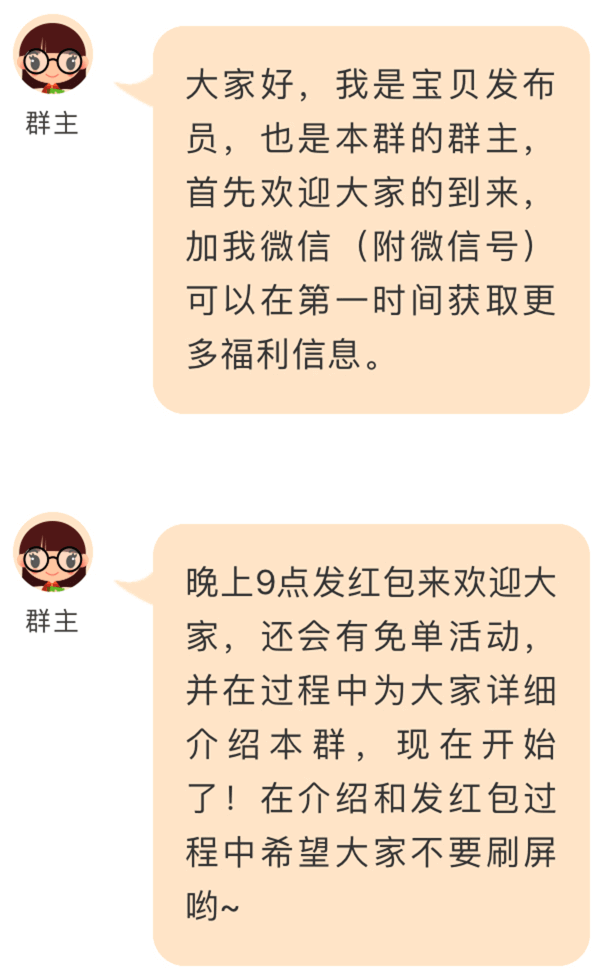 群主
大家好，我是宝贝发布
员，也是本群的群主，
首先欢迎大家的到来，
加我微信（附微信号）
可以在第一时间获取更
多福利信息。
群主
晚上9点发红包来欢迎大
家，还会有免单活动，
并在过程中为大家详细
介绍本群，现在开始
了！在介绍和发红包过
程中希望大家不要刷屏
哟~